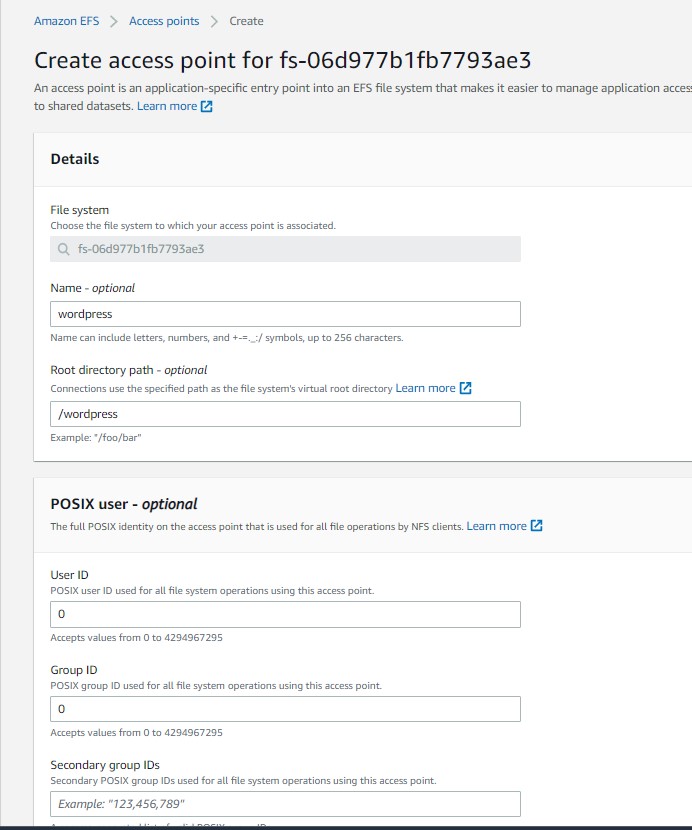 Amazon EFS > Access points > Create
Create access point for fs-06d977b1fb7793ae3
An access point is an application-specific entry point into an EFS file system that makes it easier to manage application
to shared datasets. Learn more
Details
File system
Choose the file system to which your access point is associated.
fs-06d977b1fb7793ae3
Name - optional
wordpress
Name can include letters, numbers, and +-=._:/ symbols, up to 256 characters.
Root directory path - optional
Connections use the specified path as the file system's virtual root directory Learn more
/wordpress
Example: "/foo/bar"
POSIX user - optional
The full POSIX identity on the access point that is used for all file operations by NFS clients. Learn more
User ID
POSIX user ID used for all file system operations using this access point.
0
Accepts values from 0 to 4294967295
Group ID
POSIX group ID used for all file system operations using this access point.
0
Accepts values from 0 to 4294967295
Secondary group IDs
Secondary POSIX group IDs used for all file system operations using this access point.
Example: "123,456,789"